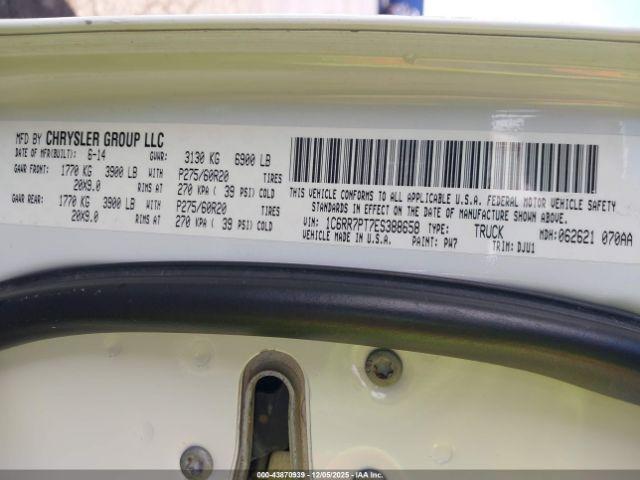 MFD BY CHRYSLER GROUP LLC
DATE OF MFR(BUILT): 6-14 GVWR: 3130 KG 6900 LB
GAWR FRONT: 1770 KG 3900 LB WITH P275/60R20 TIRES
20X9.0 RIMS AT 270 KPA ( 39 PSI) COLD
GAWR REAR: 1770 KG 3900 LB WITH P275/60R20 TIRES
20X9.0 RIMS AT 270 KPA ( 39 PSI) COLD
THIS VEHICLE CONFORMS TO ALL APPLICABLE U.S.A. FEDERAL MOTOR VEHICLE SAFETY
STANDARDS IN EFFECT ON THE DATE OF MANUFACTURE SHOWN ABOVE.
VIN: 1C6RR7PT7ES388658 TYPE: TRUCK MDH: 062621 070AA
VEHICLE MADE IN U.S.A. PAINT: PW7 TRIM: DJU1
000-43870939 - 12/05/2025 - IAA Inc.